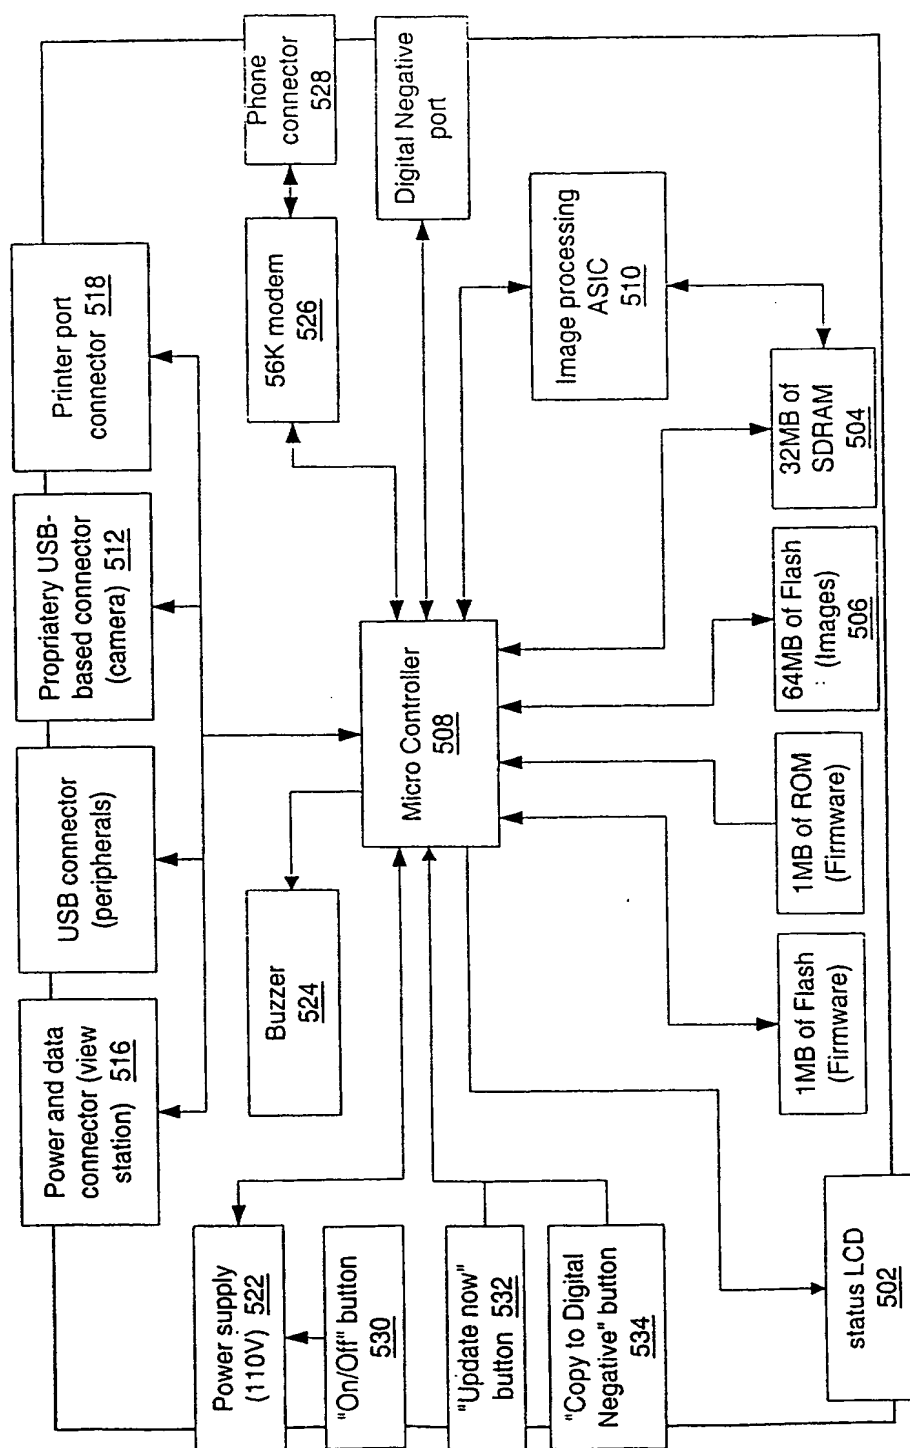 Power and data
connector (view
station) 516
USB connector
(peripherals)
Propriatery USB-
based connector
(camera) 512
Printer port
connector 518
Power supply
(110V) 522
"On/Off" button
530
"Update now"
button 532
"Copy to Digital
Negative" button
534
Buzzer
524
56K modem
526
Phone
connector
528
Digital Negative
port
Micro Controller
508
Image processing
ASIC
510
status LCD
502
1MB of Flash
(Firmware)
1MB of ROM
(Firmware)
64MB of Flash
: (Images)
506
32MB of
SDRAM
504